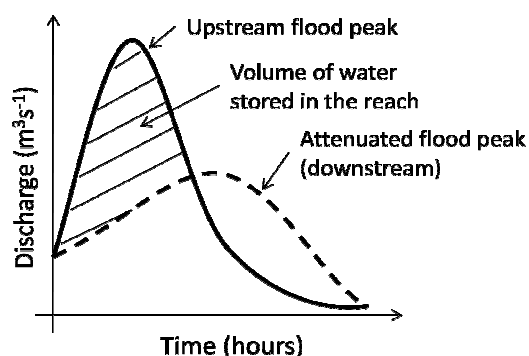 Upstream flood peak
Volume of water
stored in the reach
Attenuated flood peak
(downstream)
Discharge (m³s⁻¹)
Time (hours)